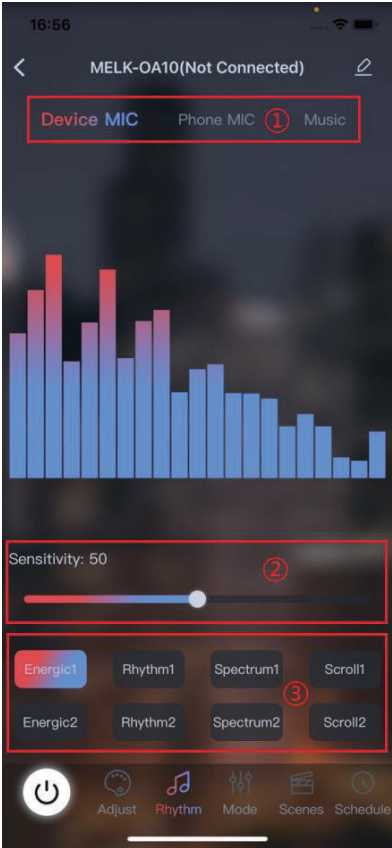 16:56
MELK-OA10(Not Connected)
Device MIC Phone MIC ① Music
Sensitivity: 50 ②
Energic1 Rhythm1 Spectrum1 Scroll1
③
Energic2 Rhythm2 Spectrum2 Scroll2
Adjust Rhythm Mode Scenes Schedule